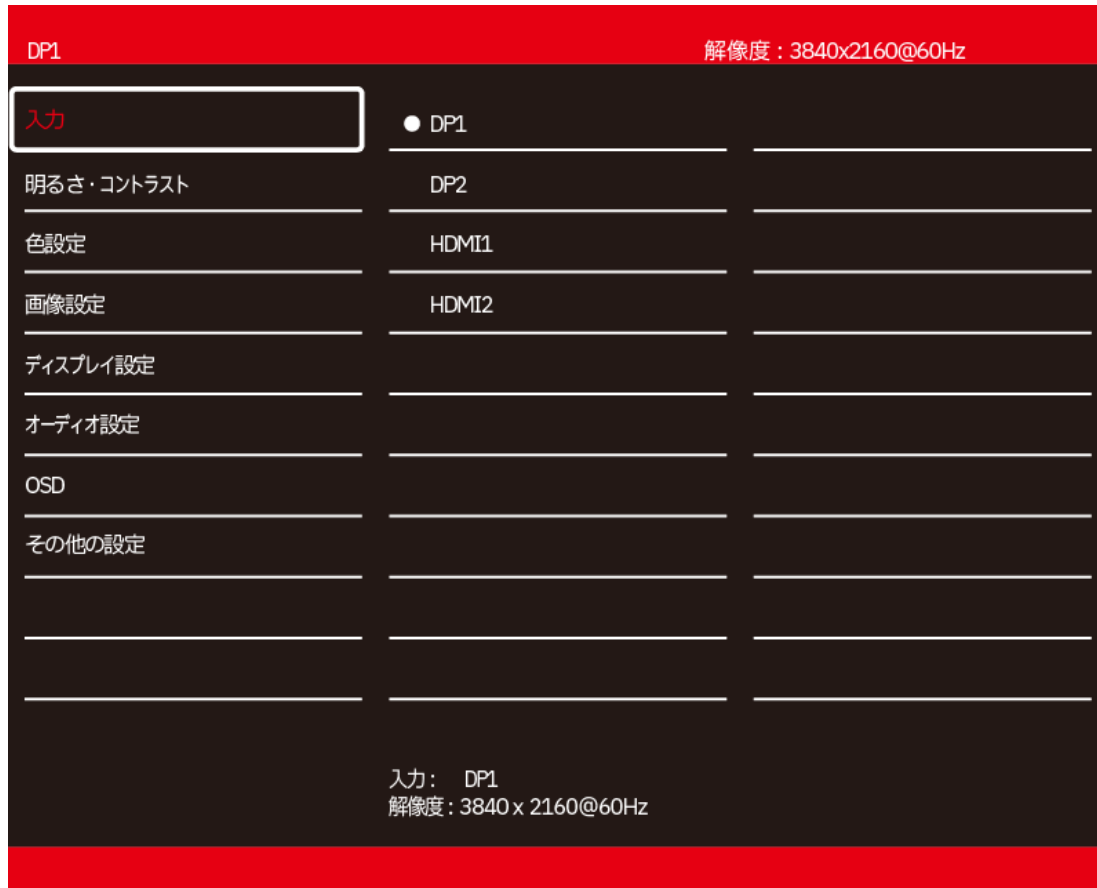 DP1 解像度：3840x2160@60Hz
入力
● DP1
明るさ・コントラスト
DP2
色設定
HDMI1
画像設定
HDMI2
ディスプレイ設定
オーディオ設定
OSD
その他の設定
入力： DP1
解像度：3840 x 2160@60Hz